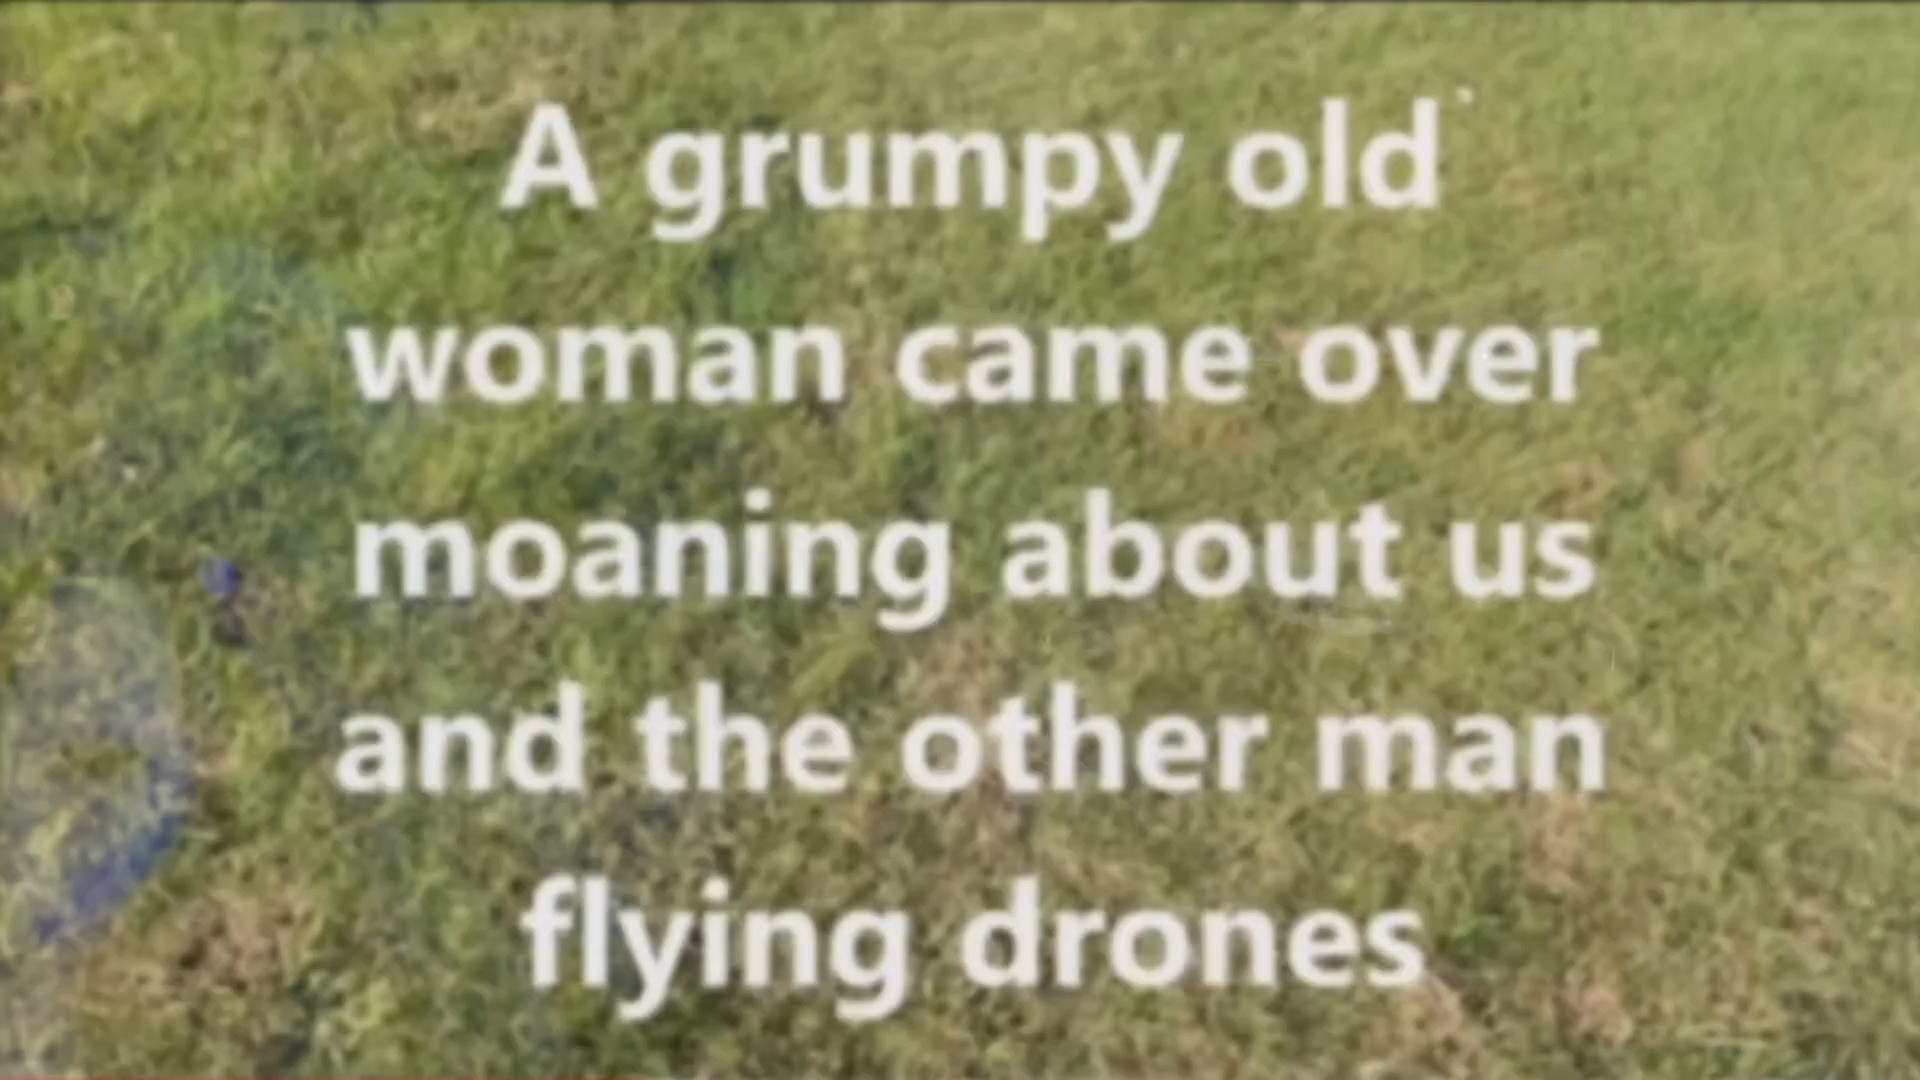 A grumpy old
woman came over
moaning about us
and the other man
flying drones